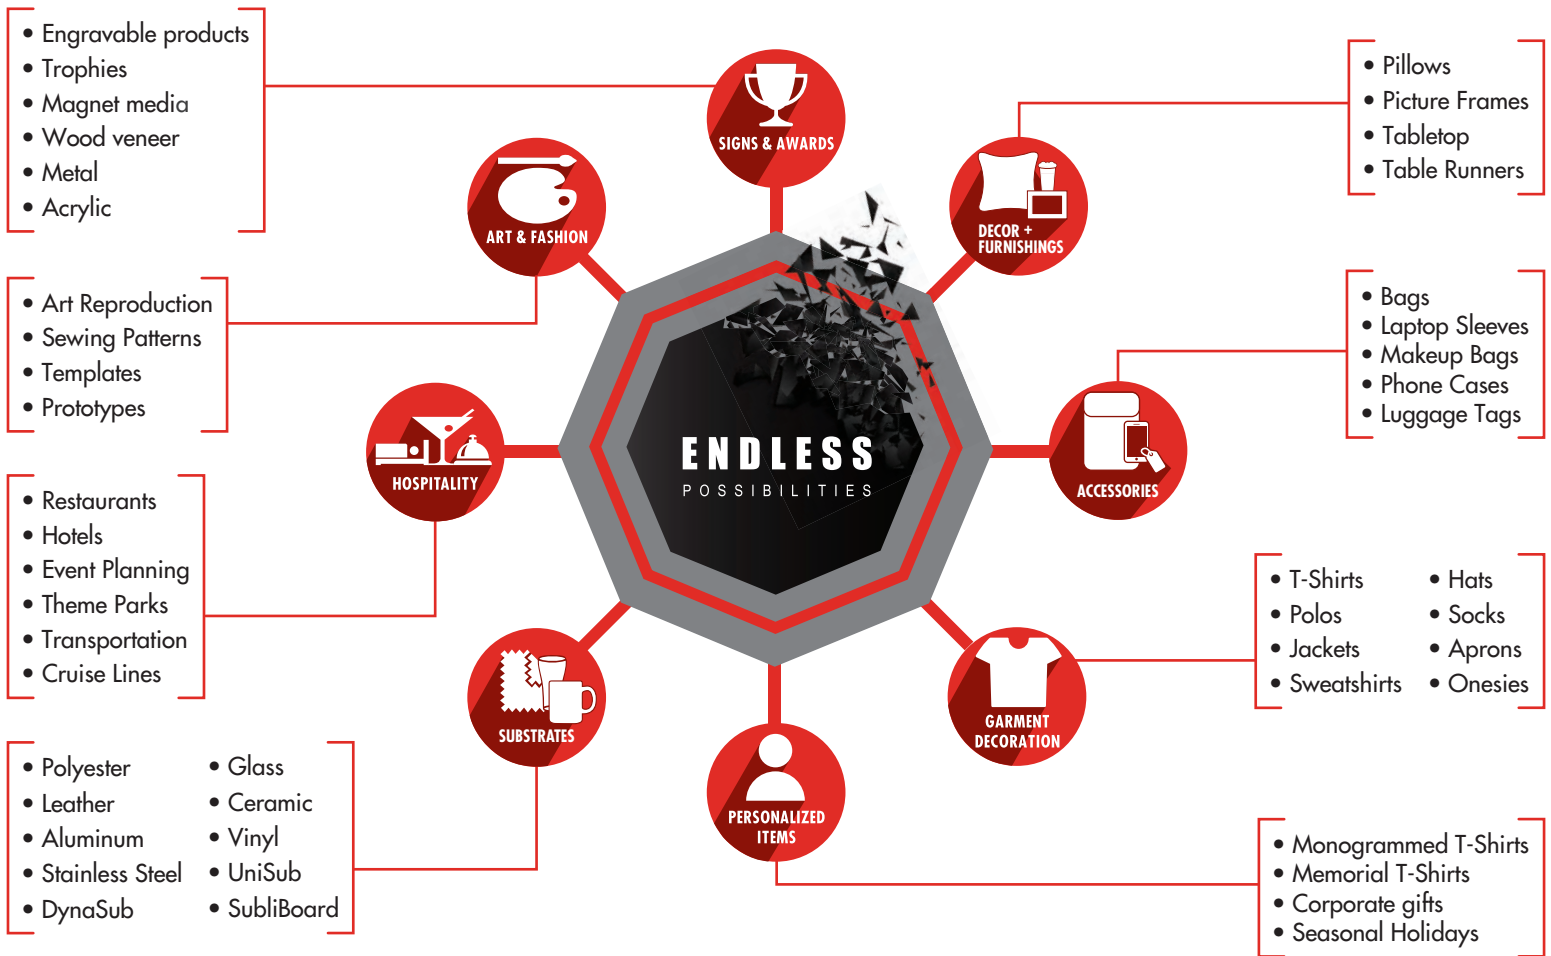 • Engravable products
• Trophies
• Magnet media
• Wood veneer
• Metal
• Acrylic
SIGNS & AWARDS
• Pillows
• Picture Frames
• Tabletop
• Table Runners
DECOR +
FURNISHINGS
ART & FASHION
• Art Reproduction
• Sewing Patterns
• Templates
• Prototypes
• Bags
• Laptop Sleeves
• Makeup Bags
• Phone Cases
• Luggage Tags
ACCESSORIES
HOSPITALITY
ENDLESS
POSSIBILITIES
• Restaurants
• Hotels
• Event Planning
• Theme Parks
• Transportation
• Cruise Lines
• T-Shirts • Hats
• Polos • Socks
• Jackets • Aprons
• Sweatshirts • Onesies
GARMENT
DECORATION
SUBSTRATES
• Polyester • Glass
• Leather • Ceramic
• Aluminum • Vinyl
• Stainless Steel • UniSub
• DynaSub • SubliBoard
PERSONALIZED
ITEMS
• Monogrammed T-Shirts
• Memorial T-Shirts
• Corporate gifts
• Seasonal Holidays